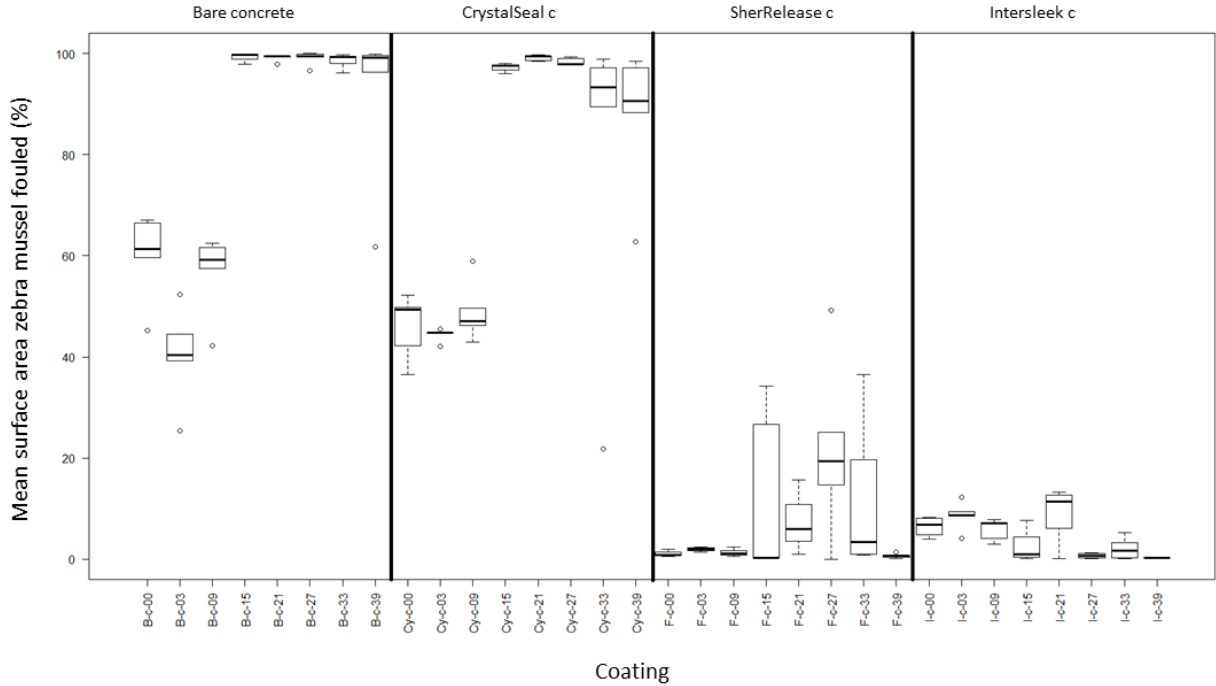 Bare concrete CrystalSeal c SherRelease c Intersleek c
Mean surface area zebra mussel fouled (%)
100
80
60
40
20
0
B-c-00 B-c-03 B-c-09 B-c-15 B-c-21 B-c-27 B-c-33 B-c-39 Cy-c-00 Cy-c-03 Cy-c-09 Cy-c-15 Cy-c-21 Cy-c-27 Cy-c-33 Cy-c-39 F-c-00 F-c-03 F-c-09 F-c-15 F-c-21 F-c-27 F-c-33 F-c-39 I-c-00 I-c-03 I-c-09 I-c-15 I-c-21 I-c-27 I-c-33 I-c-39
Coating